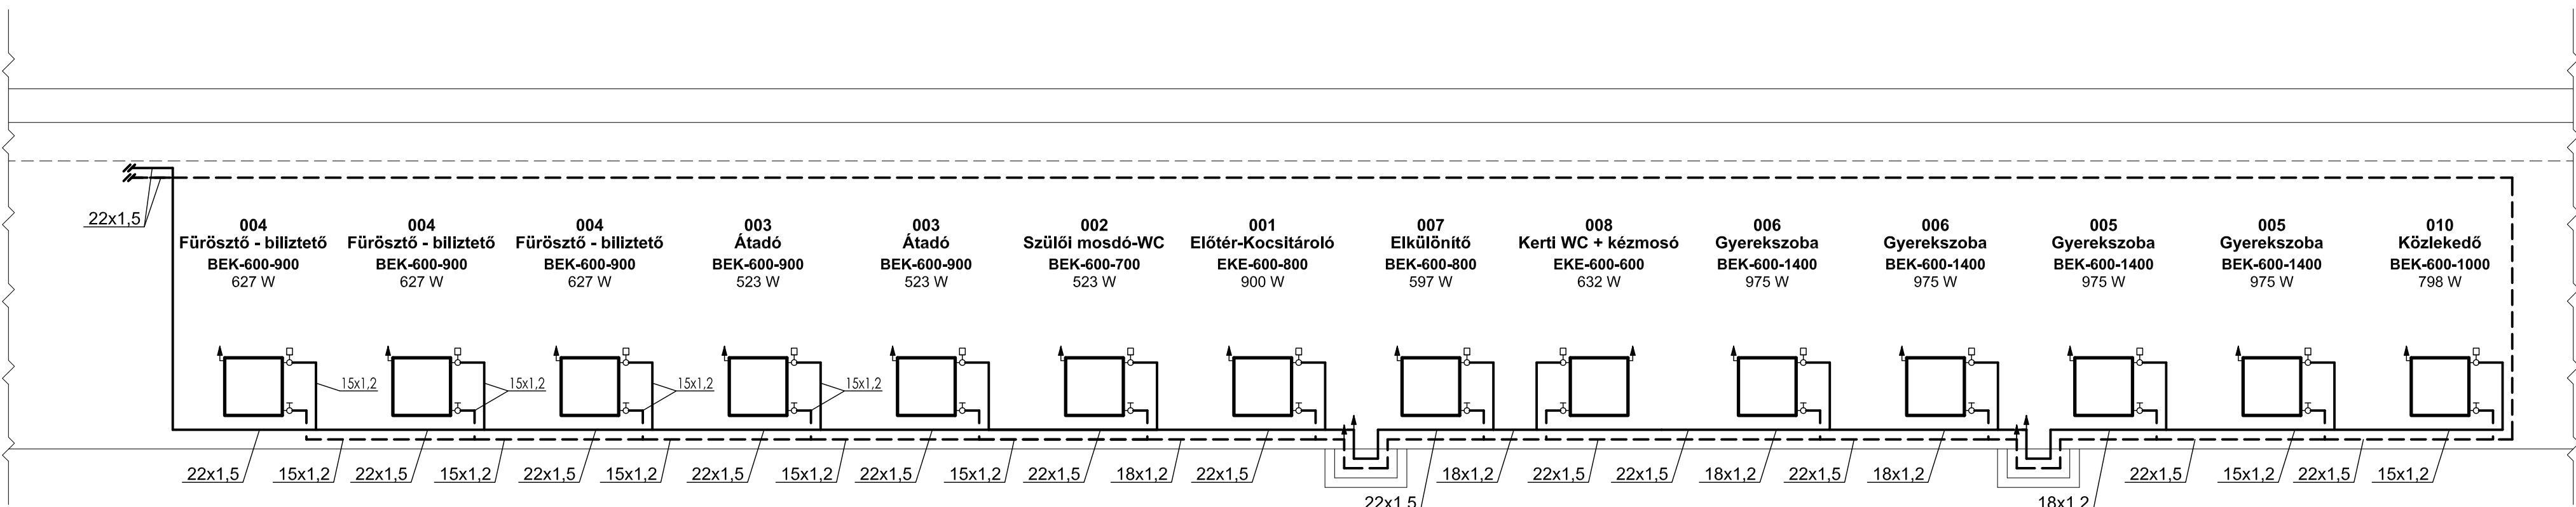 22x1,5
004
Fürösztő - biliztető
BEK-600-900
627 W
004
Fürösztő - biliztető
BEK-600-900
627 W
004
Fürösztő - biliztető
BEK-600-900
627 W
003
Átadó
BEK-600-900
523 W
003
Átadó
BEK-600-900
523 W
002
Szülői mosdó-WC
BEK-600-700
523 W
001
Előtér-Kocsitároló
EKE-600-800
900 W
007
Elkülönítő
BEK-600-800
597 W
008
Kerti WC + kézmosó
EKE-600-600
632 W
006
Gyerekszoba
BEK-600-1400
975 W
006
Gyerekszoba
BEK-600-1400
975 W
005
Gyerekszoba
BEK-600-1400
975 W
005
Gyerekszoba
BEK-600-1400
975 W
010
Közlekedő
BEK-600-1000
798 W
15x1,2
15x1,2
15x1,2
15x1,2
22x1,5
15x1,2
22x1,5
15x1,2
22x1,5
15x1,2
22x1,5
15x1,2
22x1,5
15x1,2
22x1,5
18x1,2
22x1,5
22x1,5
18x1,2
22x1,5
22x1,5
18x1,2
22x1,5
18x1,2
18x1,2
22x1,5
15x1,2
22x1,5
15x1,2